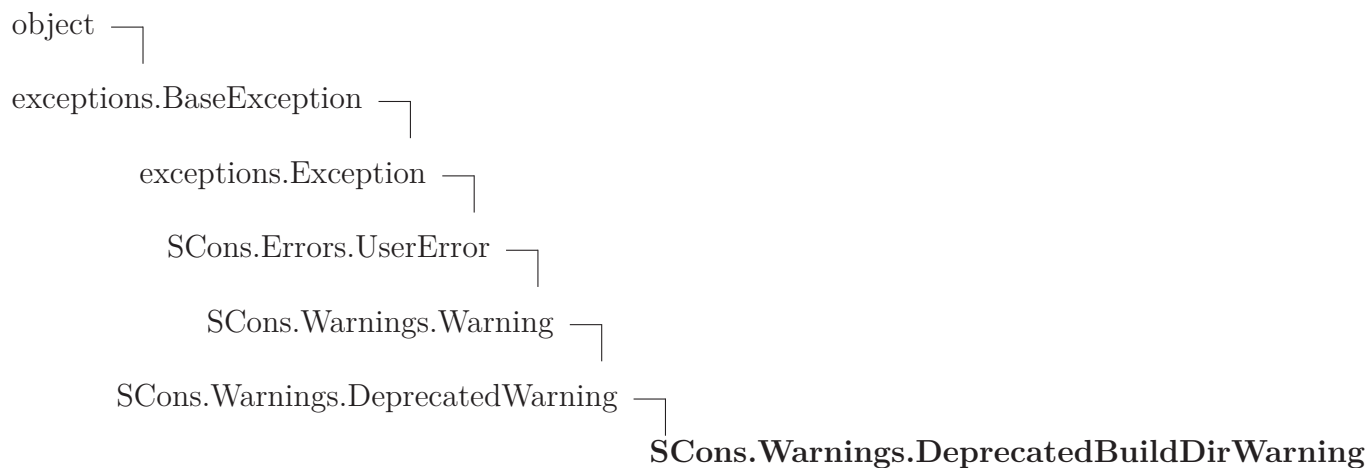 object
exceptions.BaseException
exceptions.Exception
SCons.Errors.UserError
SCons.Warnings.Warning
SCons.Warnings.DeprecatedWarning
SCons.Warnings.DeprecatedBuildDirWarning